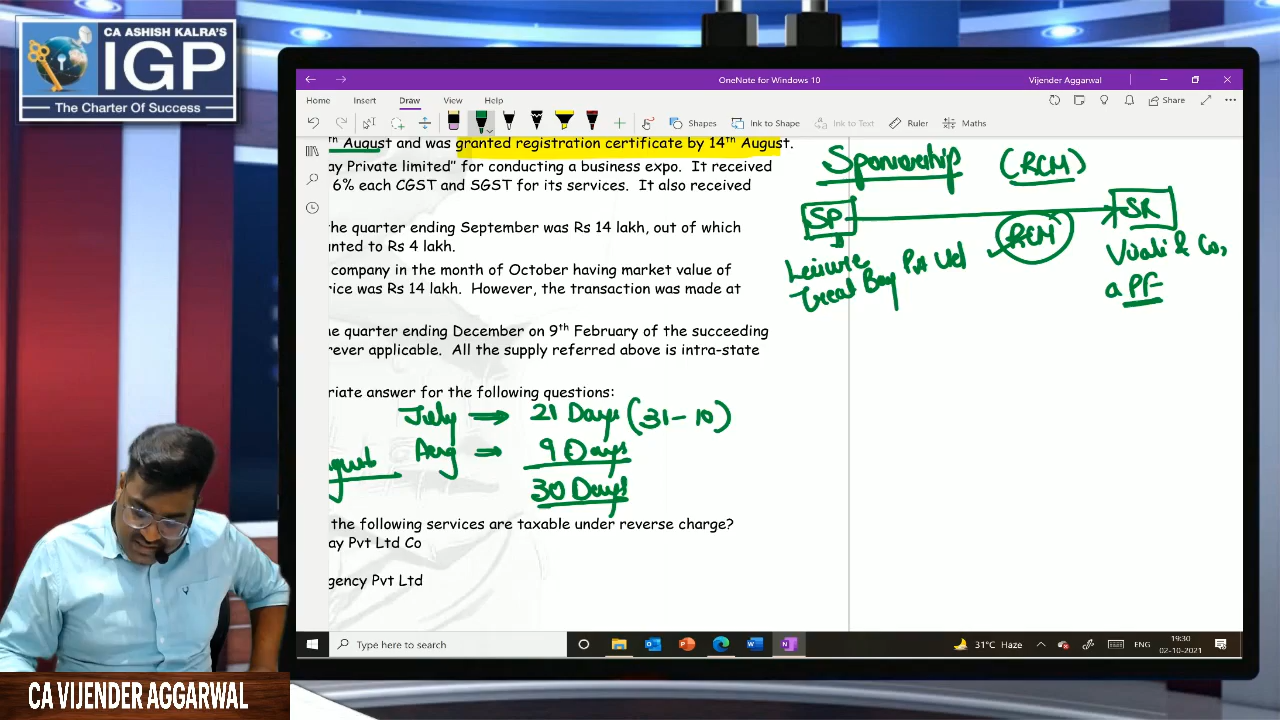 CA ASHISH KALRA'S
IGP
The Charter Of Success
OneNote for Windows 10
Vijender Aggarwal
Home Insert Draw View Help
Share
Shapes Ink to Shape Ink to Text Ruler Maths
th August and was granted registration certificate by 14th August.
ay Private limited" for conducting a business expo. It received
6% each CGST and SGST for its services. It also received
he quarter ending September was Rs 14 lakh, out of which
nted to Rs 4 lakh.
company in the month of October having market value of
ice was Rs 14 lakh. However, the transaction was made at
e quarter ending December on 9th February of the succeeding
rever applicable. All the supply referred above is intra-state
riate answer for the following questions:
July ⇒ 21 Days (31-10)
Aug ⇒ 9 Days
gust
30 Days
the following services are taxable under reverse charge?
ay Pvt Ltd Co
gency Pvt Ltd
Sponsorship (RCM)
SP SR
RCM
Leisure
Treat Bay Pvt Ltd
& Co,
a PF
Type here to search
31°C Haze
ENG
19:30
02-10-2021
CA VIJENDER AGGARWAL